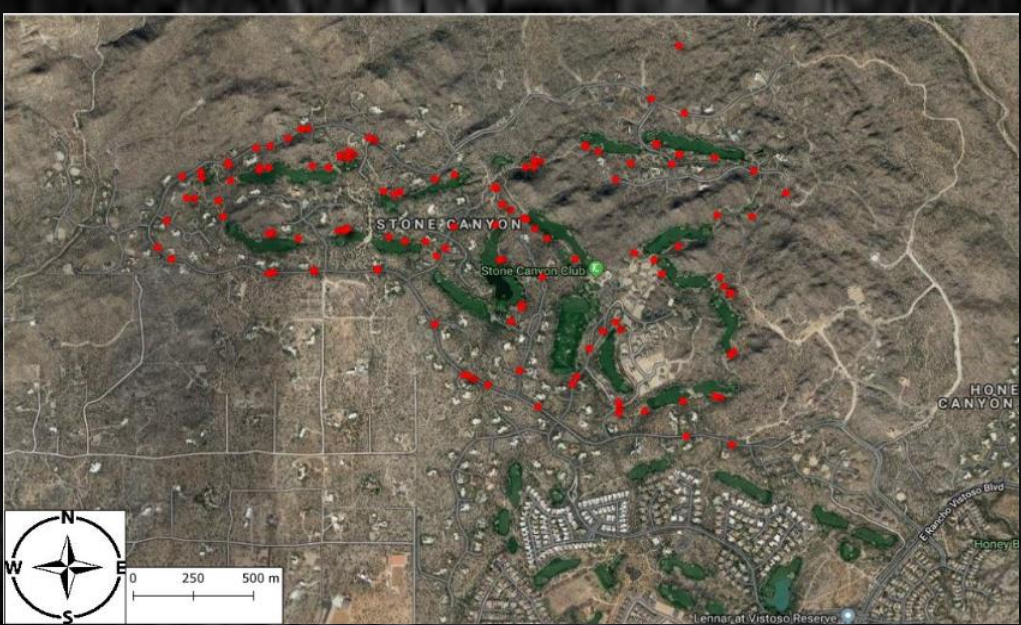 STONE CANYON
Stone Canyon Club
HONE
CANYON
E Rancho Vistoso Blvd
Honey B
Lennar at Vistoso Reserve
N
W E
S
0 250 500 m